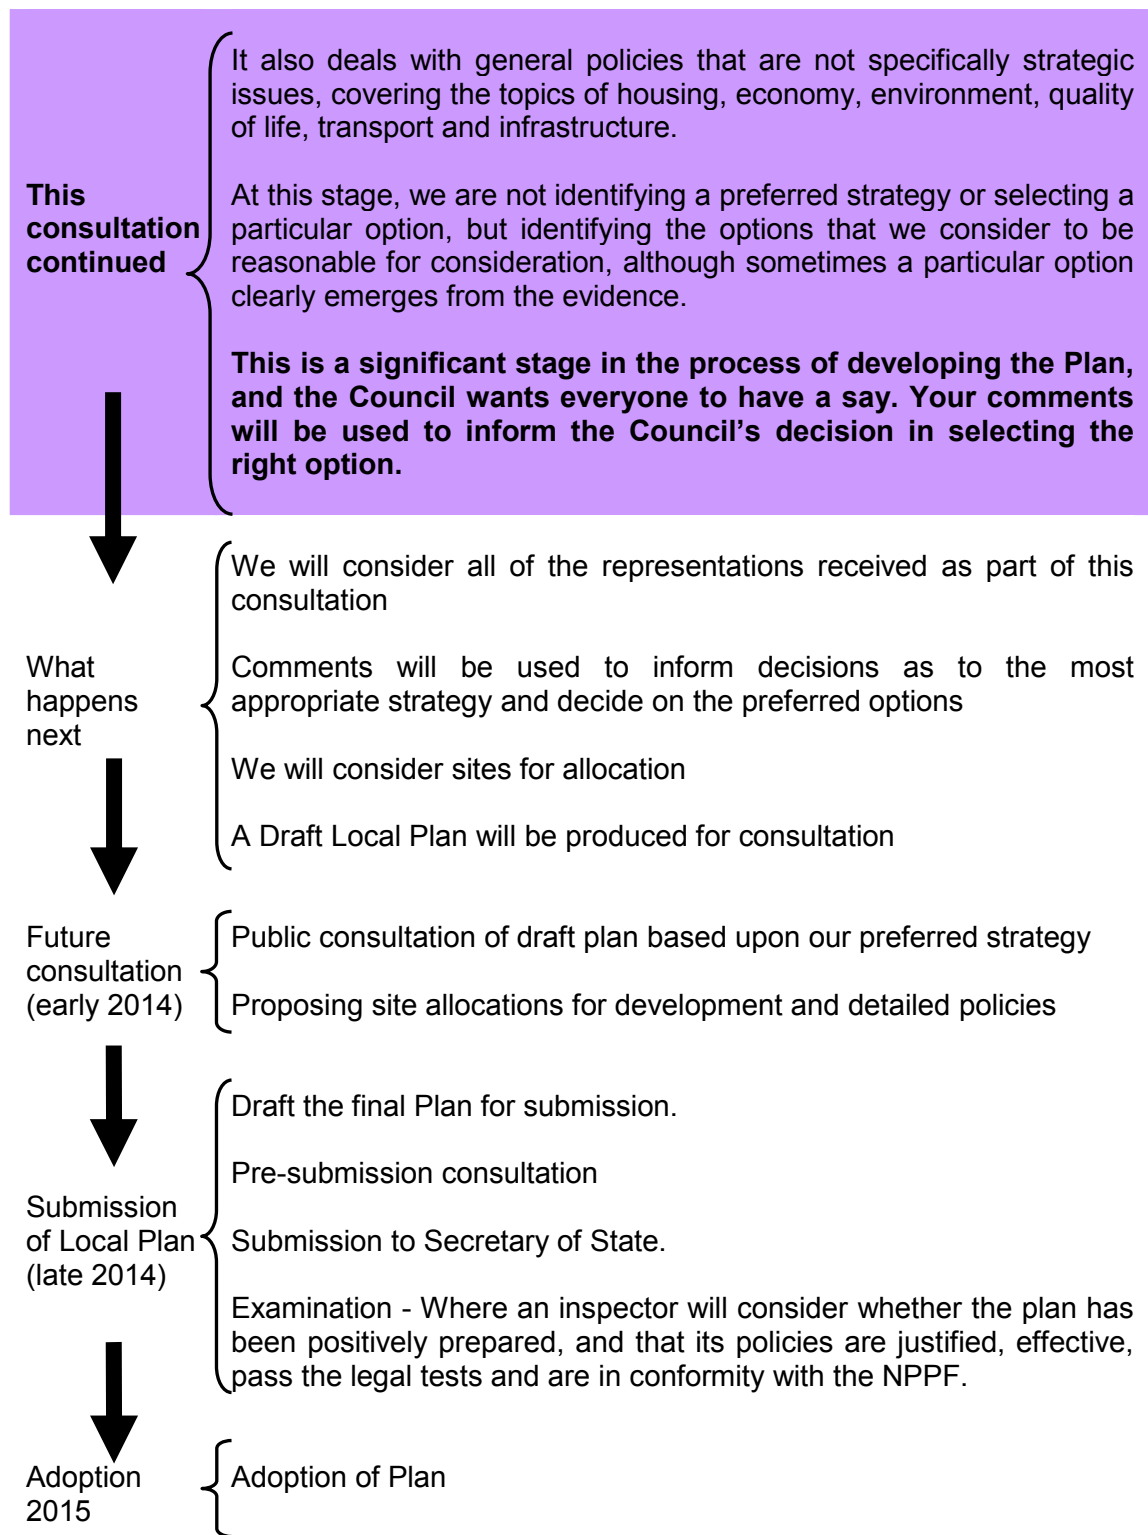 It also deals with general policies that are not specifically strategic
issues, covering the topics of housing, economy, environment, quality
of life, transport and infrastructure.
This
consultation
continued
At this stage, we are not identifying a preferred strategy or selecting a
particular option, but identifying the options that we consider to be
reasonable for consideration, although sometimes a particular option
clearly emerges from the evidence.
This is a significant stage in the process of developing the Plan,
and the Council wants everyone to have a say. Your comments
will be used to inform the Council's decision in selecting the
right option.
What
happens
next
We will consider all of the representations received as part of this
consultation
Comments will be used to inform decisions as to the most
appropriate strategy and decide on the preferred options
We will consider sites for allocation
A Draft Local Plan will be produced for consultation
Future
consultation
(early 2014)
Public consultation of draft plan based upon our preferred strategy
Proposing site allocations for development and detailed policies
Submission
of Local Plan
(late 2014)
Draft the final Plan for submission.
Pre-submission consultation
Submission to Secretary of State.
Examination - Where an inspector will consider whether the plan has
been positively prepared, and that its policies are justified, effective,
pass the legal tests and are in conformity with the NPPF.
Adoption
2015
Adoption of Plan